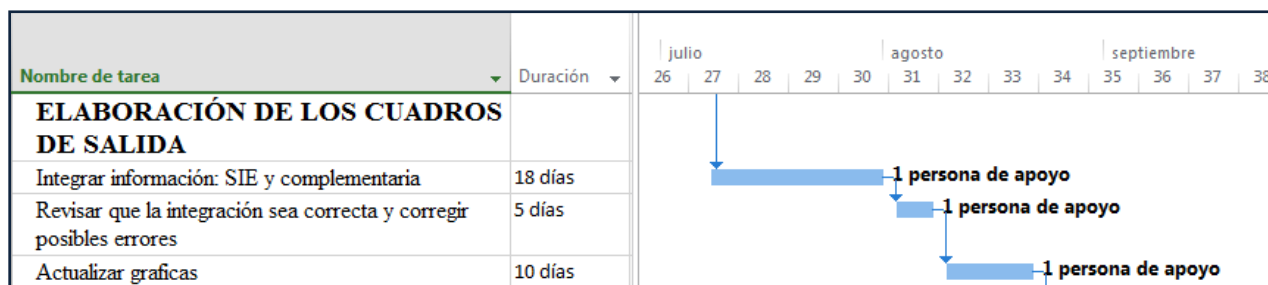 julio agosto septiembre
Nombre de tarea Duración 26 27 28 29 30 31 32 33 34 35 36 37 38
ELABORACIÓN DE LOS CUADROS
DE SALIDA
Integrar información: SIE y complementaria 18 días 1 persona de apoyo
Revisar que la integración sea correcta y corregir 5 días 1 persona de apoyo
posibles errores
Actualizar graficas 10 días 1 persona de apoyo